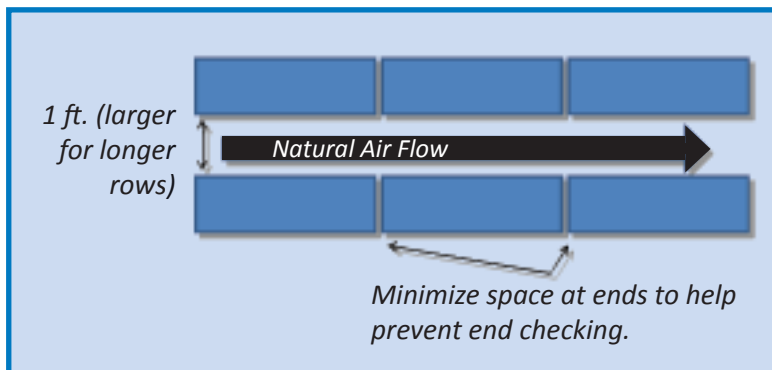 1 ft. (larger
for longer
rows)
Natural Air Flow
Minimize space at ends to help
prevent end checking.